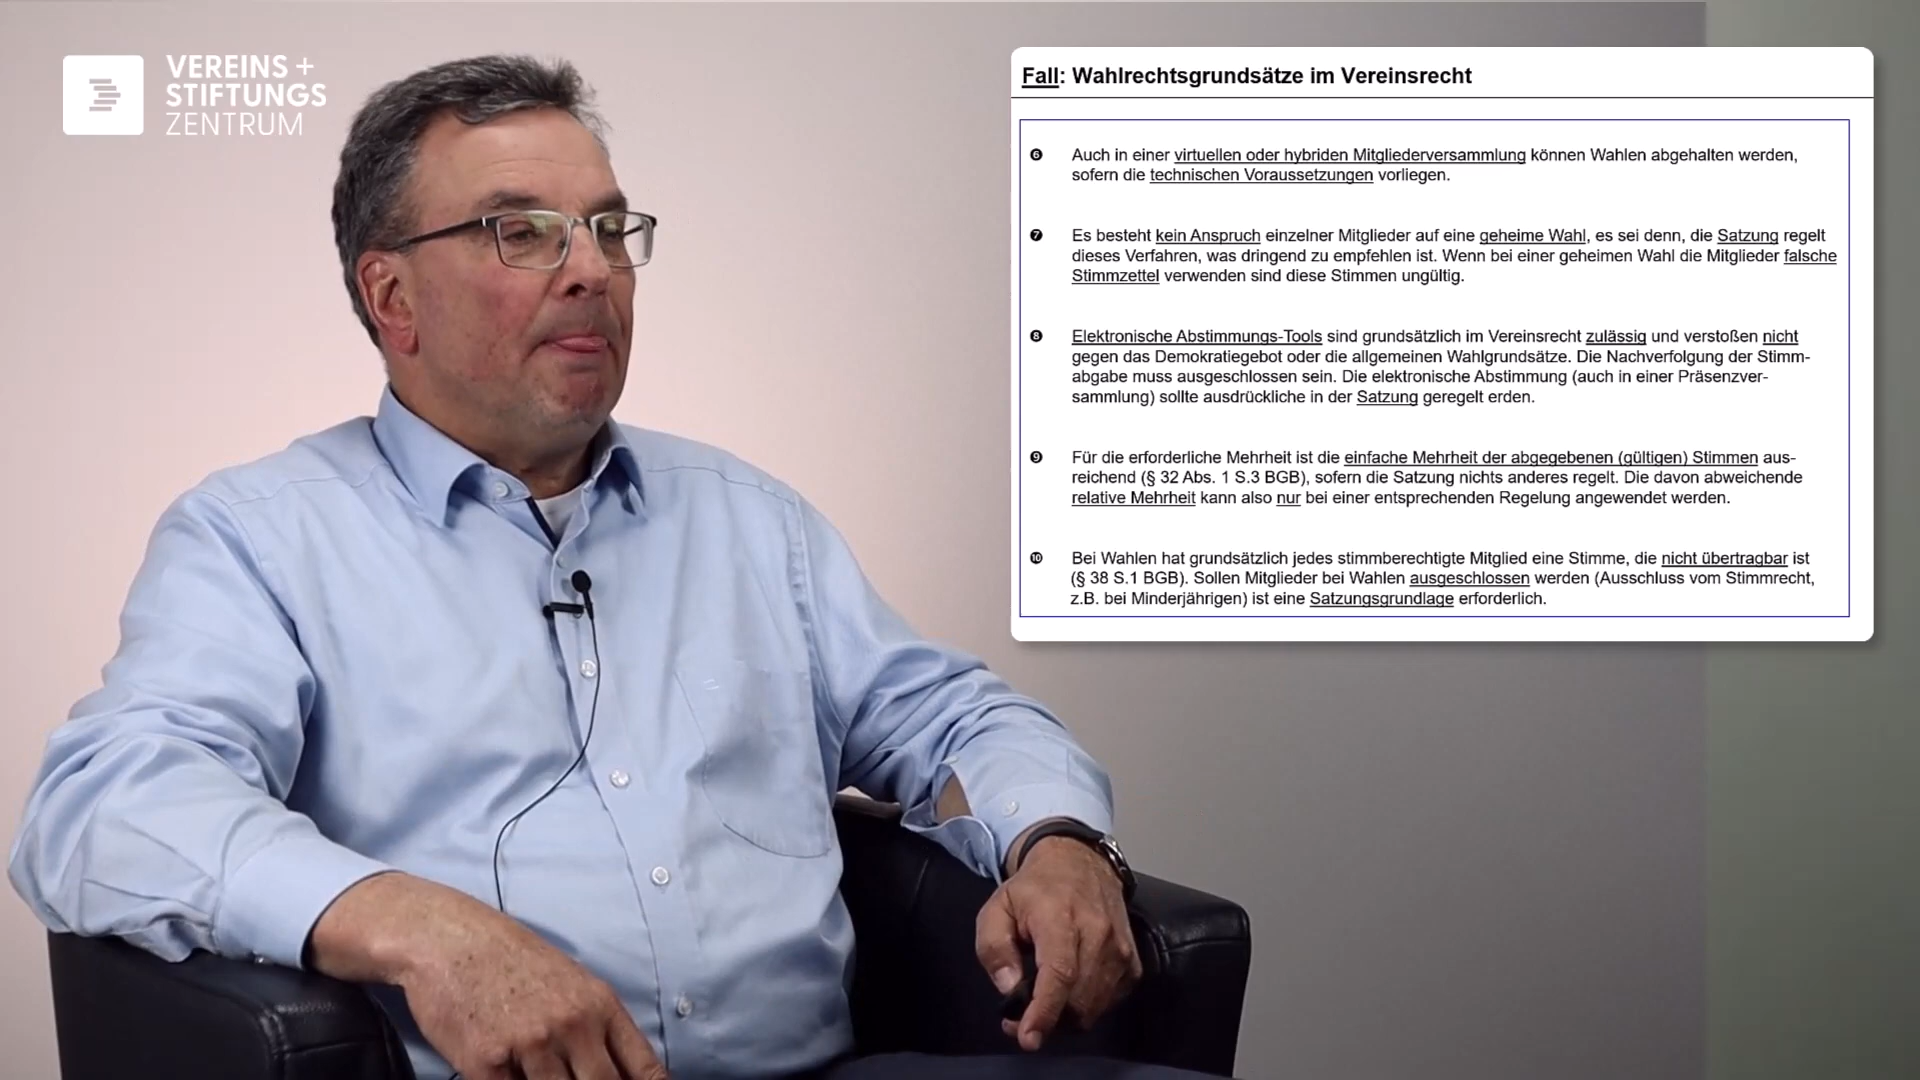 VEREINS +
STIFTUNGS
ZENTRUM
Fall: Wahlrechtsgrundsätze im Vereinsrecht
❻ Auch in einer virtuellen oder hybriden Mitgliederversammlung können Wahlen abgehalten werden,
sofern die technischen Voraussetzungen vorliegen.
❼ Es besteht kein Anspruch einzelner Mitglieder auf eine geheime Wahl, es sei denn, die Satzung regelt
dieses Verfahren, was dringend zu empfehlen ist. Wenn bei einer geheimen Wahl die Mitglieder falsche
Stimmzettel verwenden sind diese Stimmen ungültig.
❽ Elektronische Abstimmungs-Tools sind grundsätzlich im Vereinsrecht zulässig und verstoßen nicht
gegen das Demokratiegebot oder die allgemeinen Wahlgrundsätze. Die Nachverfolgung der Stimm-
abgabe muss ausgeschlossen sein. Die elektronische Abstimmung (auch in einer Präsenzver-
sammlung) sollte ausdrückliche in der Satzung geregelt erden.
❾ Für die erforderliche Mehrheit ist die einfache Mehrheit der abgegebenen (gültigen) Stimmen aus-
reichend (§ 32 Abs. 1 S.3 BGB), sofern die Satzung nichts anderes regelt. Die davon abweichende
relative Mehrheit kann also nur bei einer entsprechenden Regelung angewendet werden.
❿ Bei Wahlen hat grundsätzlich jedes stimmberechtigte Mitglied eine Stimme, die nicht übertragbar ist
(§ 38 S.1 BGB). Sollen Mitglieder bei Wahlen ausgeschlossen werden (Ausschluss vom Stimmrecht,
z.B. bei Minderjährigen) ist eine Satzungsgrundlage erforderlich.